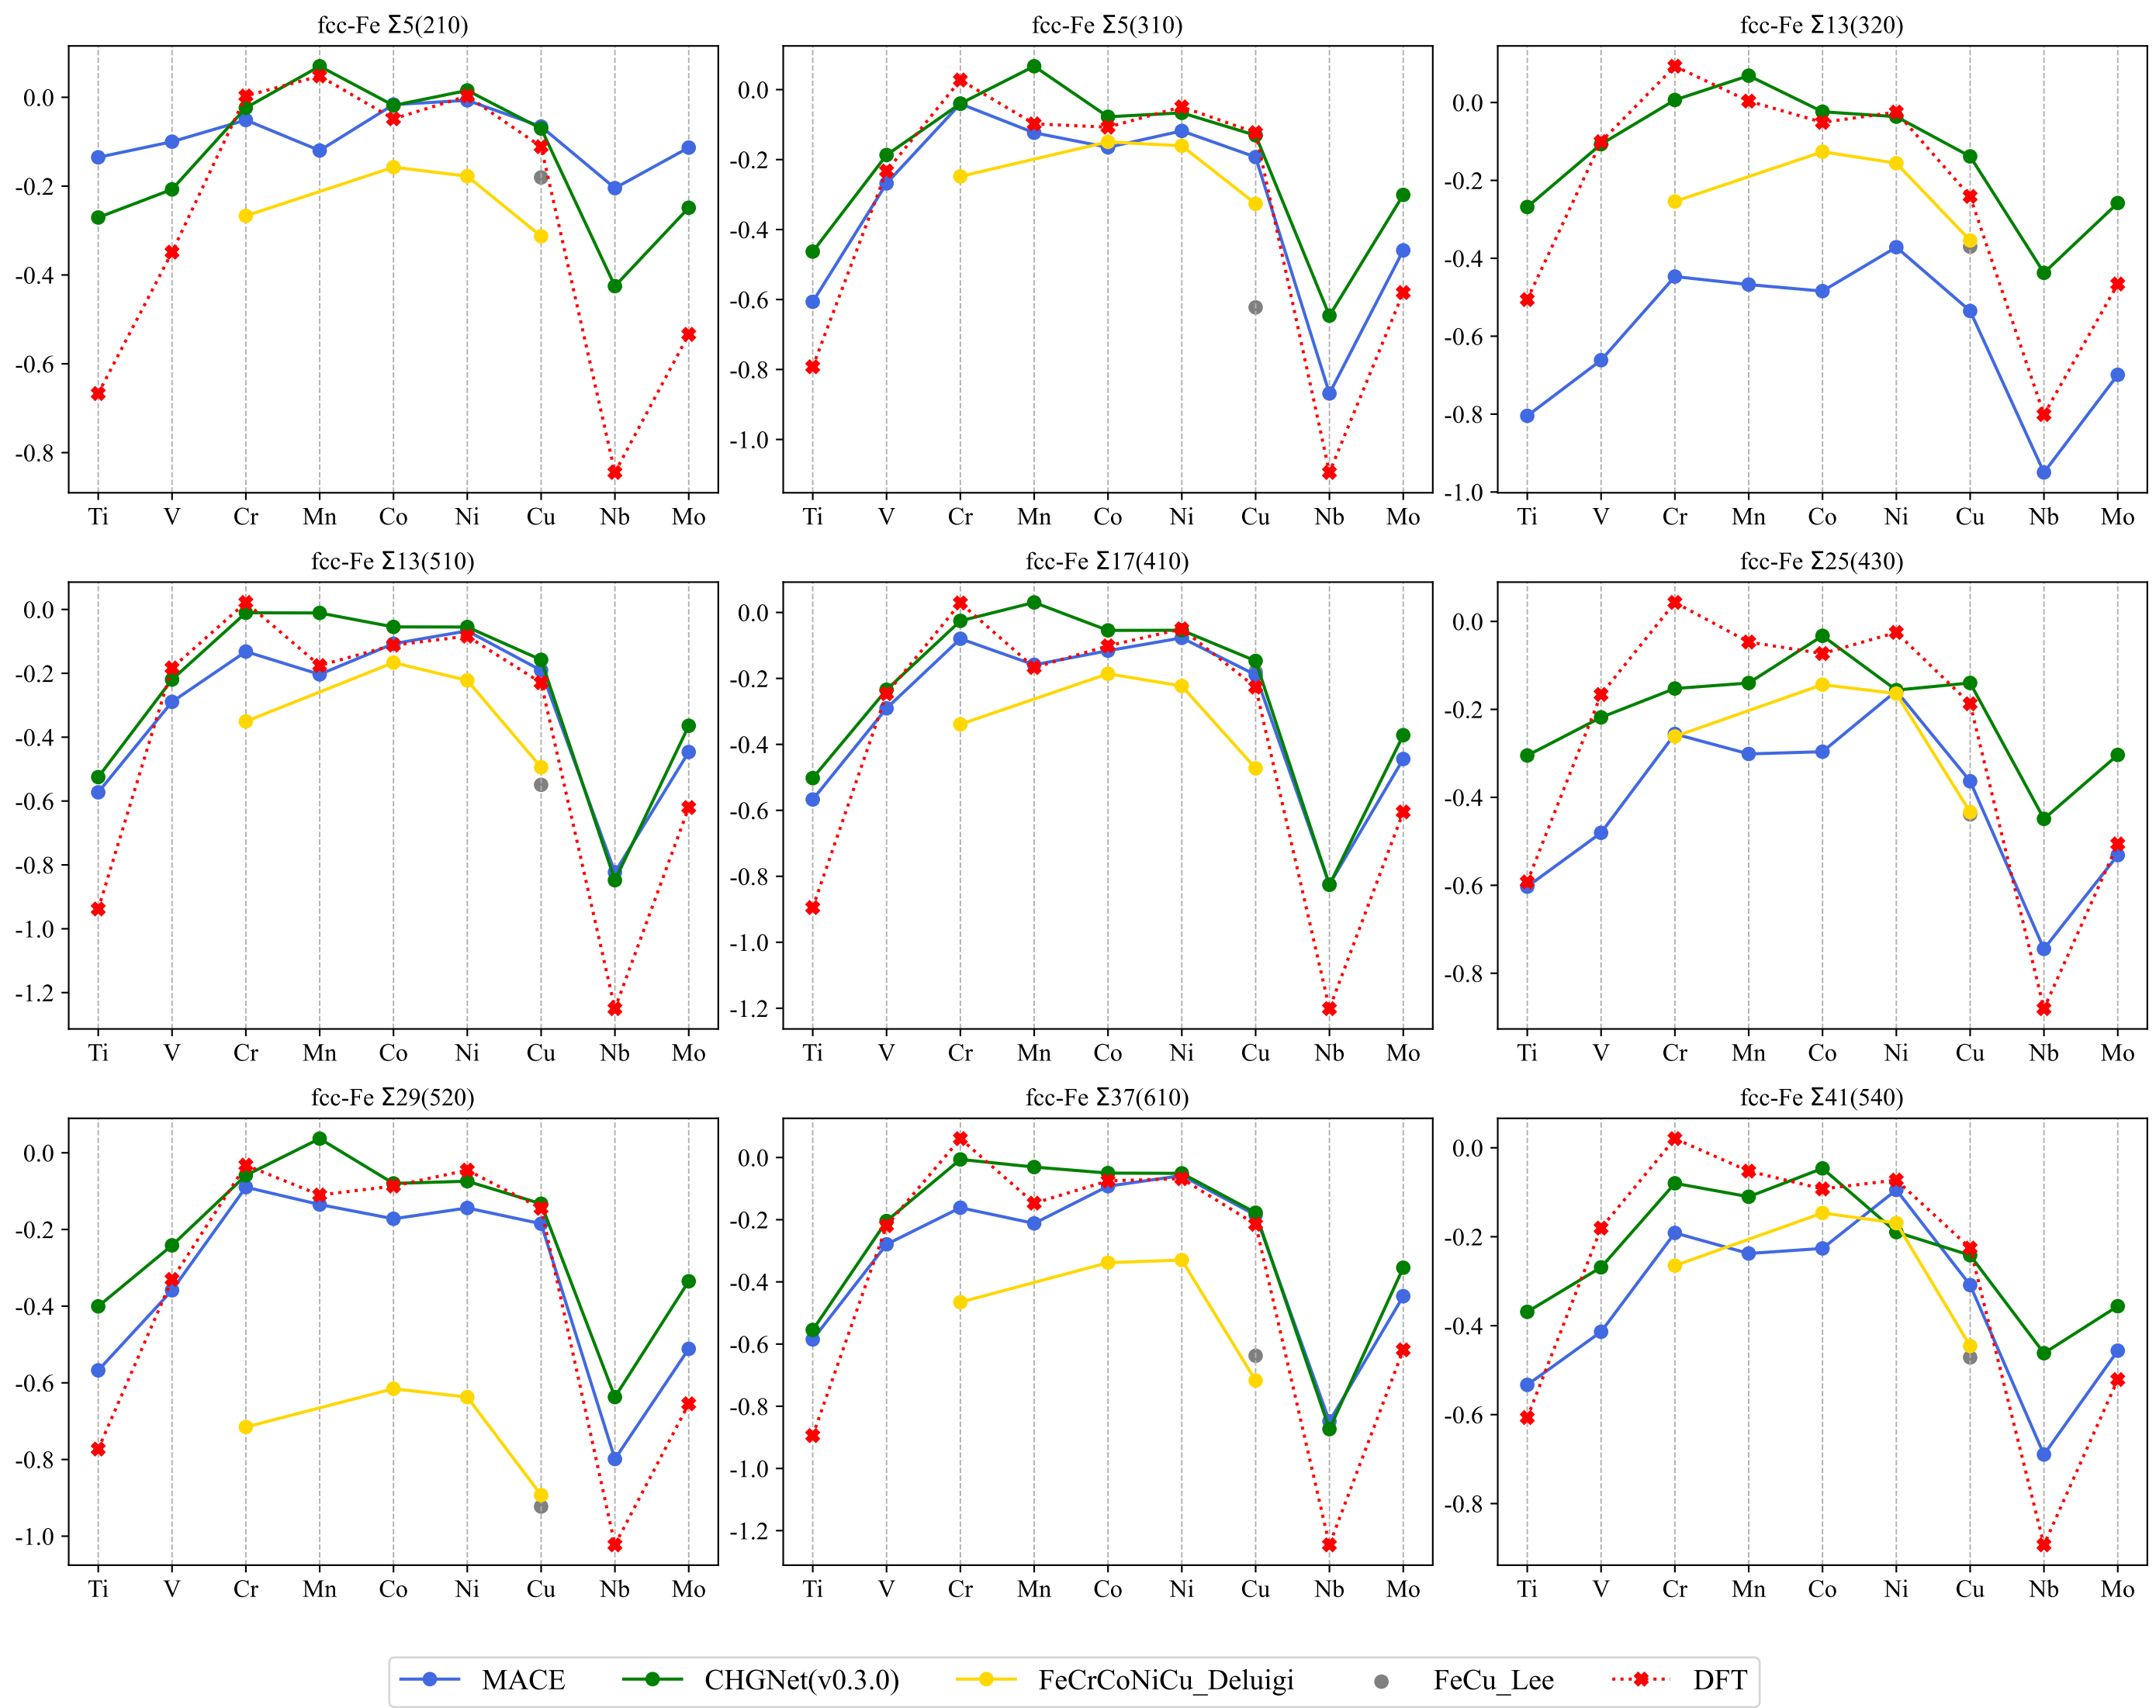 fcc-Fe Σ5(210)
fcc-Fe Σ5(310)
fcc-Fe Σ13(320)
0.0
-0.2
-0.4
-0.6
-0.8
Ti V Cr Mn Co Ni Cu Nb Mo
0.0
-0.2
-0.4
-0.6
-0.8
-1.0
Ti V Cr Mn Co Ni Cu Nb Mo
0.0
-0.2
-0.4
-0.6
-0.8
-1.0
Ti V Cr Mn Co Ni Cu Nb Mo
fcc-Fe Σ13(510)
fcc-Fe Σ17(410)
fcc-Fe Σ25(430)
0.0
-0.2
-0.4
-0.6
-0.8
-1.0
-1.2
Ti V Cr Mn Co Ni Cu Nb Mo
0.0
-0.2
-0.4
-0.6
-0.8
-1.0
-1.2
Ti V Cr Mn Co Ni Cu Nb Mo
0.0
-0.2
-0.4
-0.6
-0.8
Ti V Cr Mn Co Ni Cu Nb Mo
fcc-Fe Σ29(520)
fcc-Fe Σ37(610)
fcc-Fe Σ41(540)
0.0
-0.2
-0.4
-0.6
-0.8
-1.0
Ti V Cr Mn Co Ni Cu Nb Mo
0.0
-0.2
-0.4
-0.6
-0.8
-1.0
-1.2
Ti V Cr Mn Co Ni Cu Nb Mo
0.0
-0.2
-0.4
-0.6
-0.8
Ti V Cr Mn Co Ni Cu Nb Mo
MACE CHGNet(v0.3.0) FeCrCoNiCu_Deluigi FeCu_Lee DFT